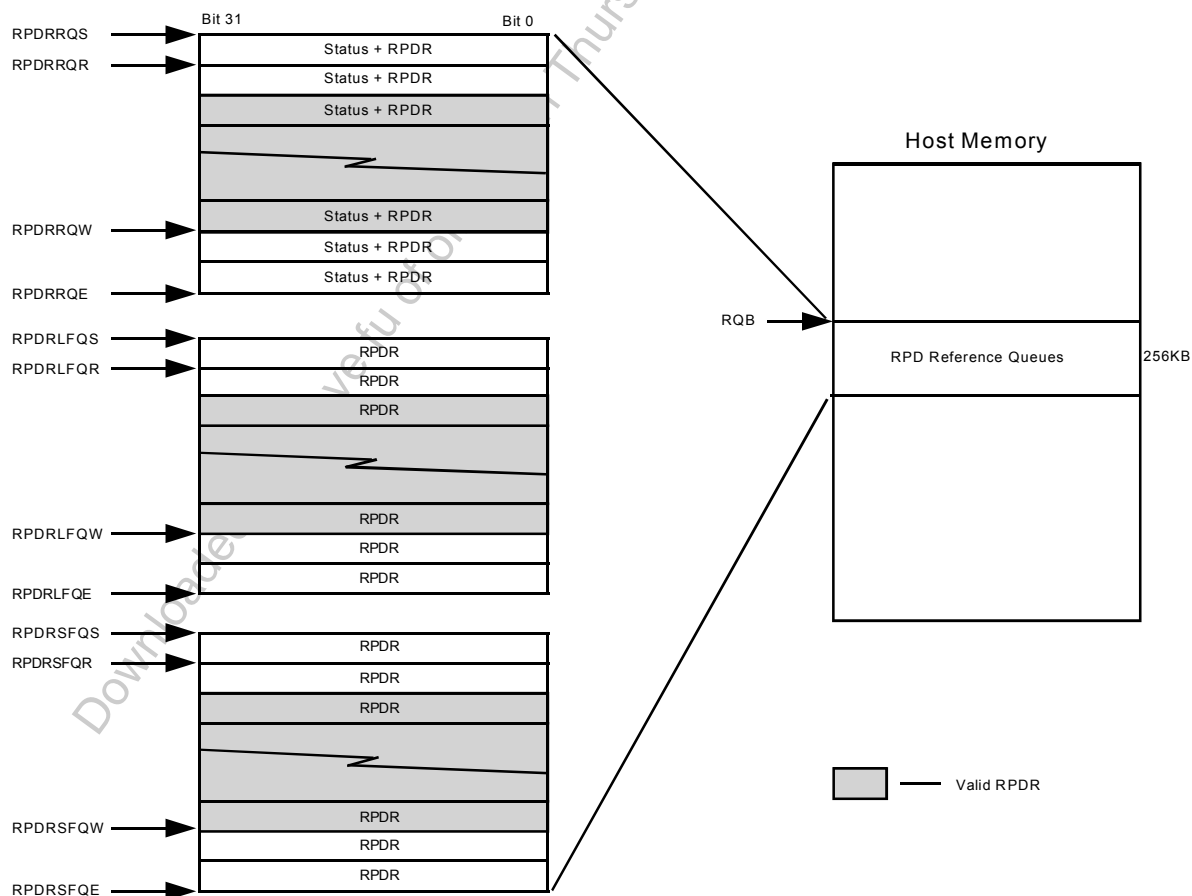 Bit 31
Bit 0
RPDRRQS
Status + RPDR
RPDRRQR
Status + RPDR
Status + RPDR
Status + RPDR
RPDRRQW
Status + RPDR
Status + RPDR
RPDRRQE
RPDRLFQS
RPDR
RPDRLFQR
RPDR
RPDR
RPDR
RPDRLFQW
RPDR
RPDR
RPDRLFQE
RPDRSFQS
RPDR
RPDRSFQR
RPDR
RPDR
RPDR
RPDRSFQW
RPDR
RPDR
RPDRSFQE
Host Memory
RQB
RPD Reference Queues
256KB
Valid RPDR